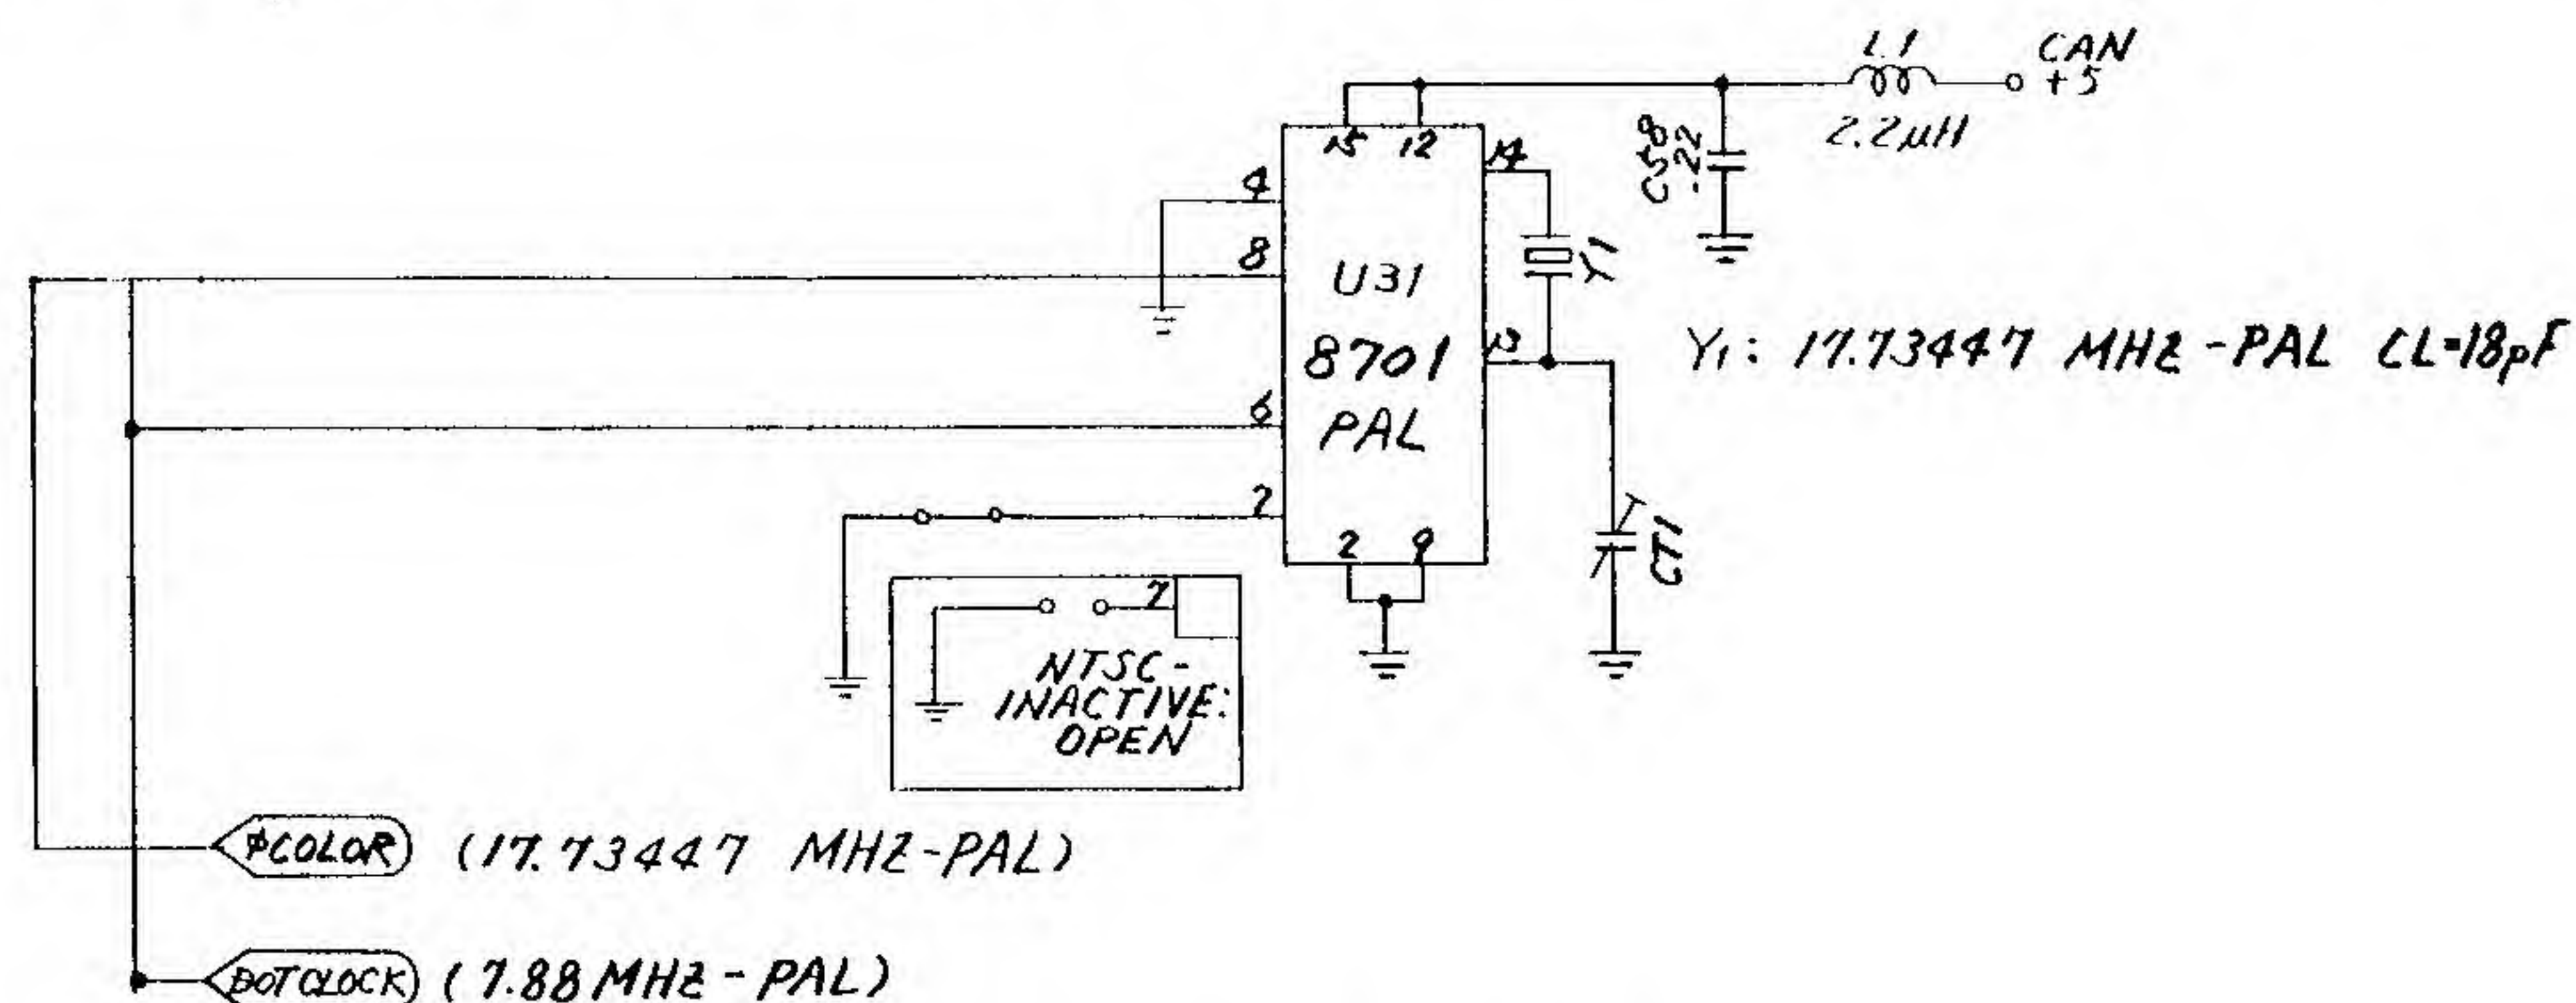 L1
CAN
+5
2.2µH
C58
.22
15 12
14
4
8
U31
Y1
8701
13
Y1: 17.73447 MHZ-PAL CL=18pF
6
PAL
7
2 9
CT1
7
NTSC-
INACTIVE:
OPEN
ϕCOLOR (17.73447 MHZ-PAL)
DOTCLOCK (7.88 MHZ-PAL)